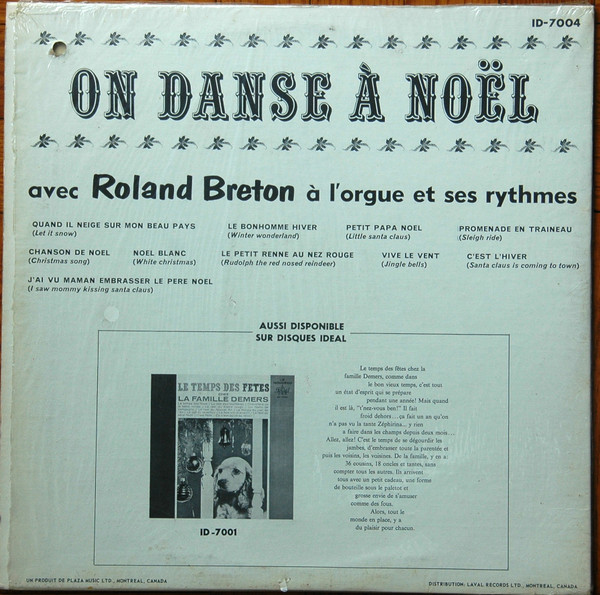 ID-7004
ON DANSE À NOËL
avec Roland Breton à l'orgue et ses rythmes
QUAND IL NEIGE SUR MON BEAU PAYS LE BONHOMME HIVER PETIT PAPA NOEL PROMENADE EN TRAINEAU
(Let it snow) (Winter wonderland) (Little santa claus) (Sleigh ride)
CHANSON DE NOEL NOEL BLANC LE PETIT RENNE AU NEZ ROUGE VIVE LE VENT C'EST L'HIVER
(Christmas song) (White christmas) (Rudolph the red nosed reindeer) (Jingle bells) (Santa claus is coming to town)
J'AI VU MAMAN EMBRASSER LE PERE NOEL
(I saw mommy kissing santa claus)
AUSSI DISPONIBLE
SUR DISQUES IDEAL
LE TEMPS DES FETES
LA FAMILLE DEMERS
ID-7001
Le temps des fêtes chez la
famille Demers, comme dans
le bon vieux temps, c'est tout
un état d'esprit qui se prépare
pendant une année! Mais quand
il est là, "Y'nez-vous ben!" Il fait
froid dehors... ça fait un an qu'on
n'a pas vu la tante Zéphirina... y rien
a faire dans les champs depuis deux mois...
Allez, allez! C'est le temps de se dégourdir les
jambes, d'embrasser toute la parenté et
puis les voisins, les voisines. De la famille, y en a:
36 cousins, 18 oncles et tantes, sans
compter tous les autres. Ils arrivent
tous avec un petit cadeau, une forme
de bouteille sous le paletot et
grosse envie de s'amuser
comme des fous.
Alors, tout le
monde en place, y a
du plaisir pour chacun.
UN PRODUIT DE PLAZA MUSIC LTD., MONTREAL, CANADA
DISTRIBUTION: LAVAL RECORDS LTD., MONTREAL, CANADA